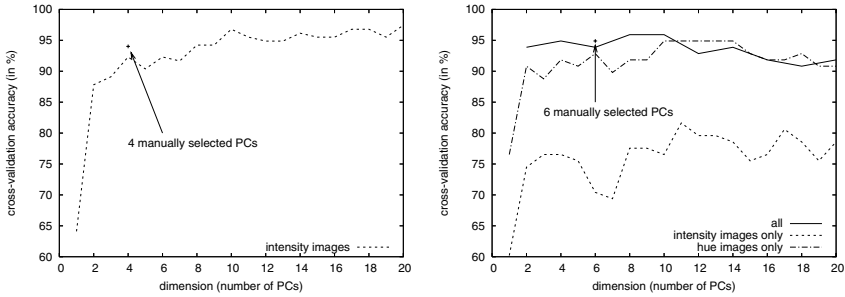 100
95
90
85
80
75
70
65
60
0 2 4 6 8 10 12 14 16 18 20
cross-validation accuracy (in %)
dimension (number of PCs)
4 manually selected PCs
intensity images
100
95
90
85
80
75
70
65
60
0 2 4 6 8 10 12 14 16 18 20
cross-validation accuracy (in %)
dimension (number of PCs)
6 manually selected PCs
all
intensity images only
hue images only